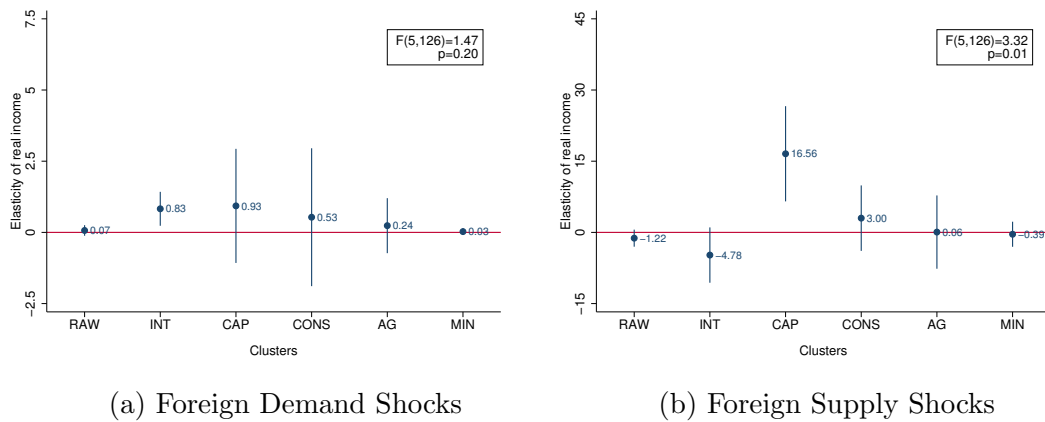 7.5
5
2.5
0
−2.5
Elasticity of real income
F(5,126)=1.47
p=0.20
0.07
0.83
0.93
0.53
0.24
0.03
RAW INT CAP CONS AG MIN
Clusters
(a) Foreign Demand Shocks
45
30
15
0
−15
Elasticity of real income
F(5,126)=3.32
p=0.01
−1.22
−4.78
16.56
3.00
0.06
−0.39
RAW INT CAP CONS AG MIN
Clusters
(b) Foreign Supply Shocks